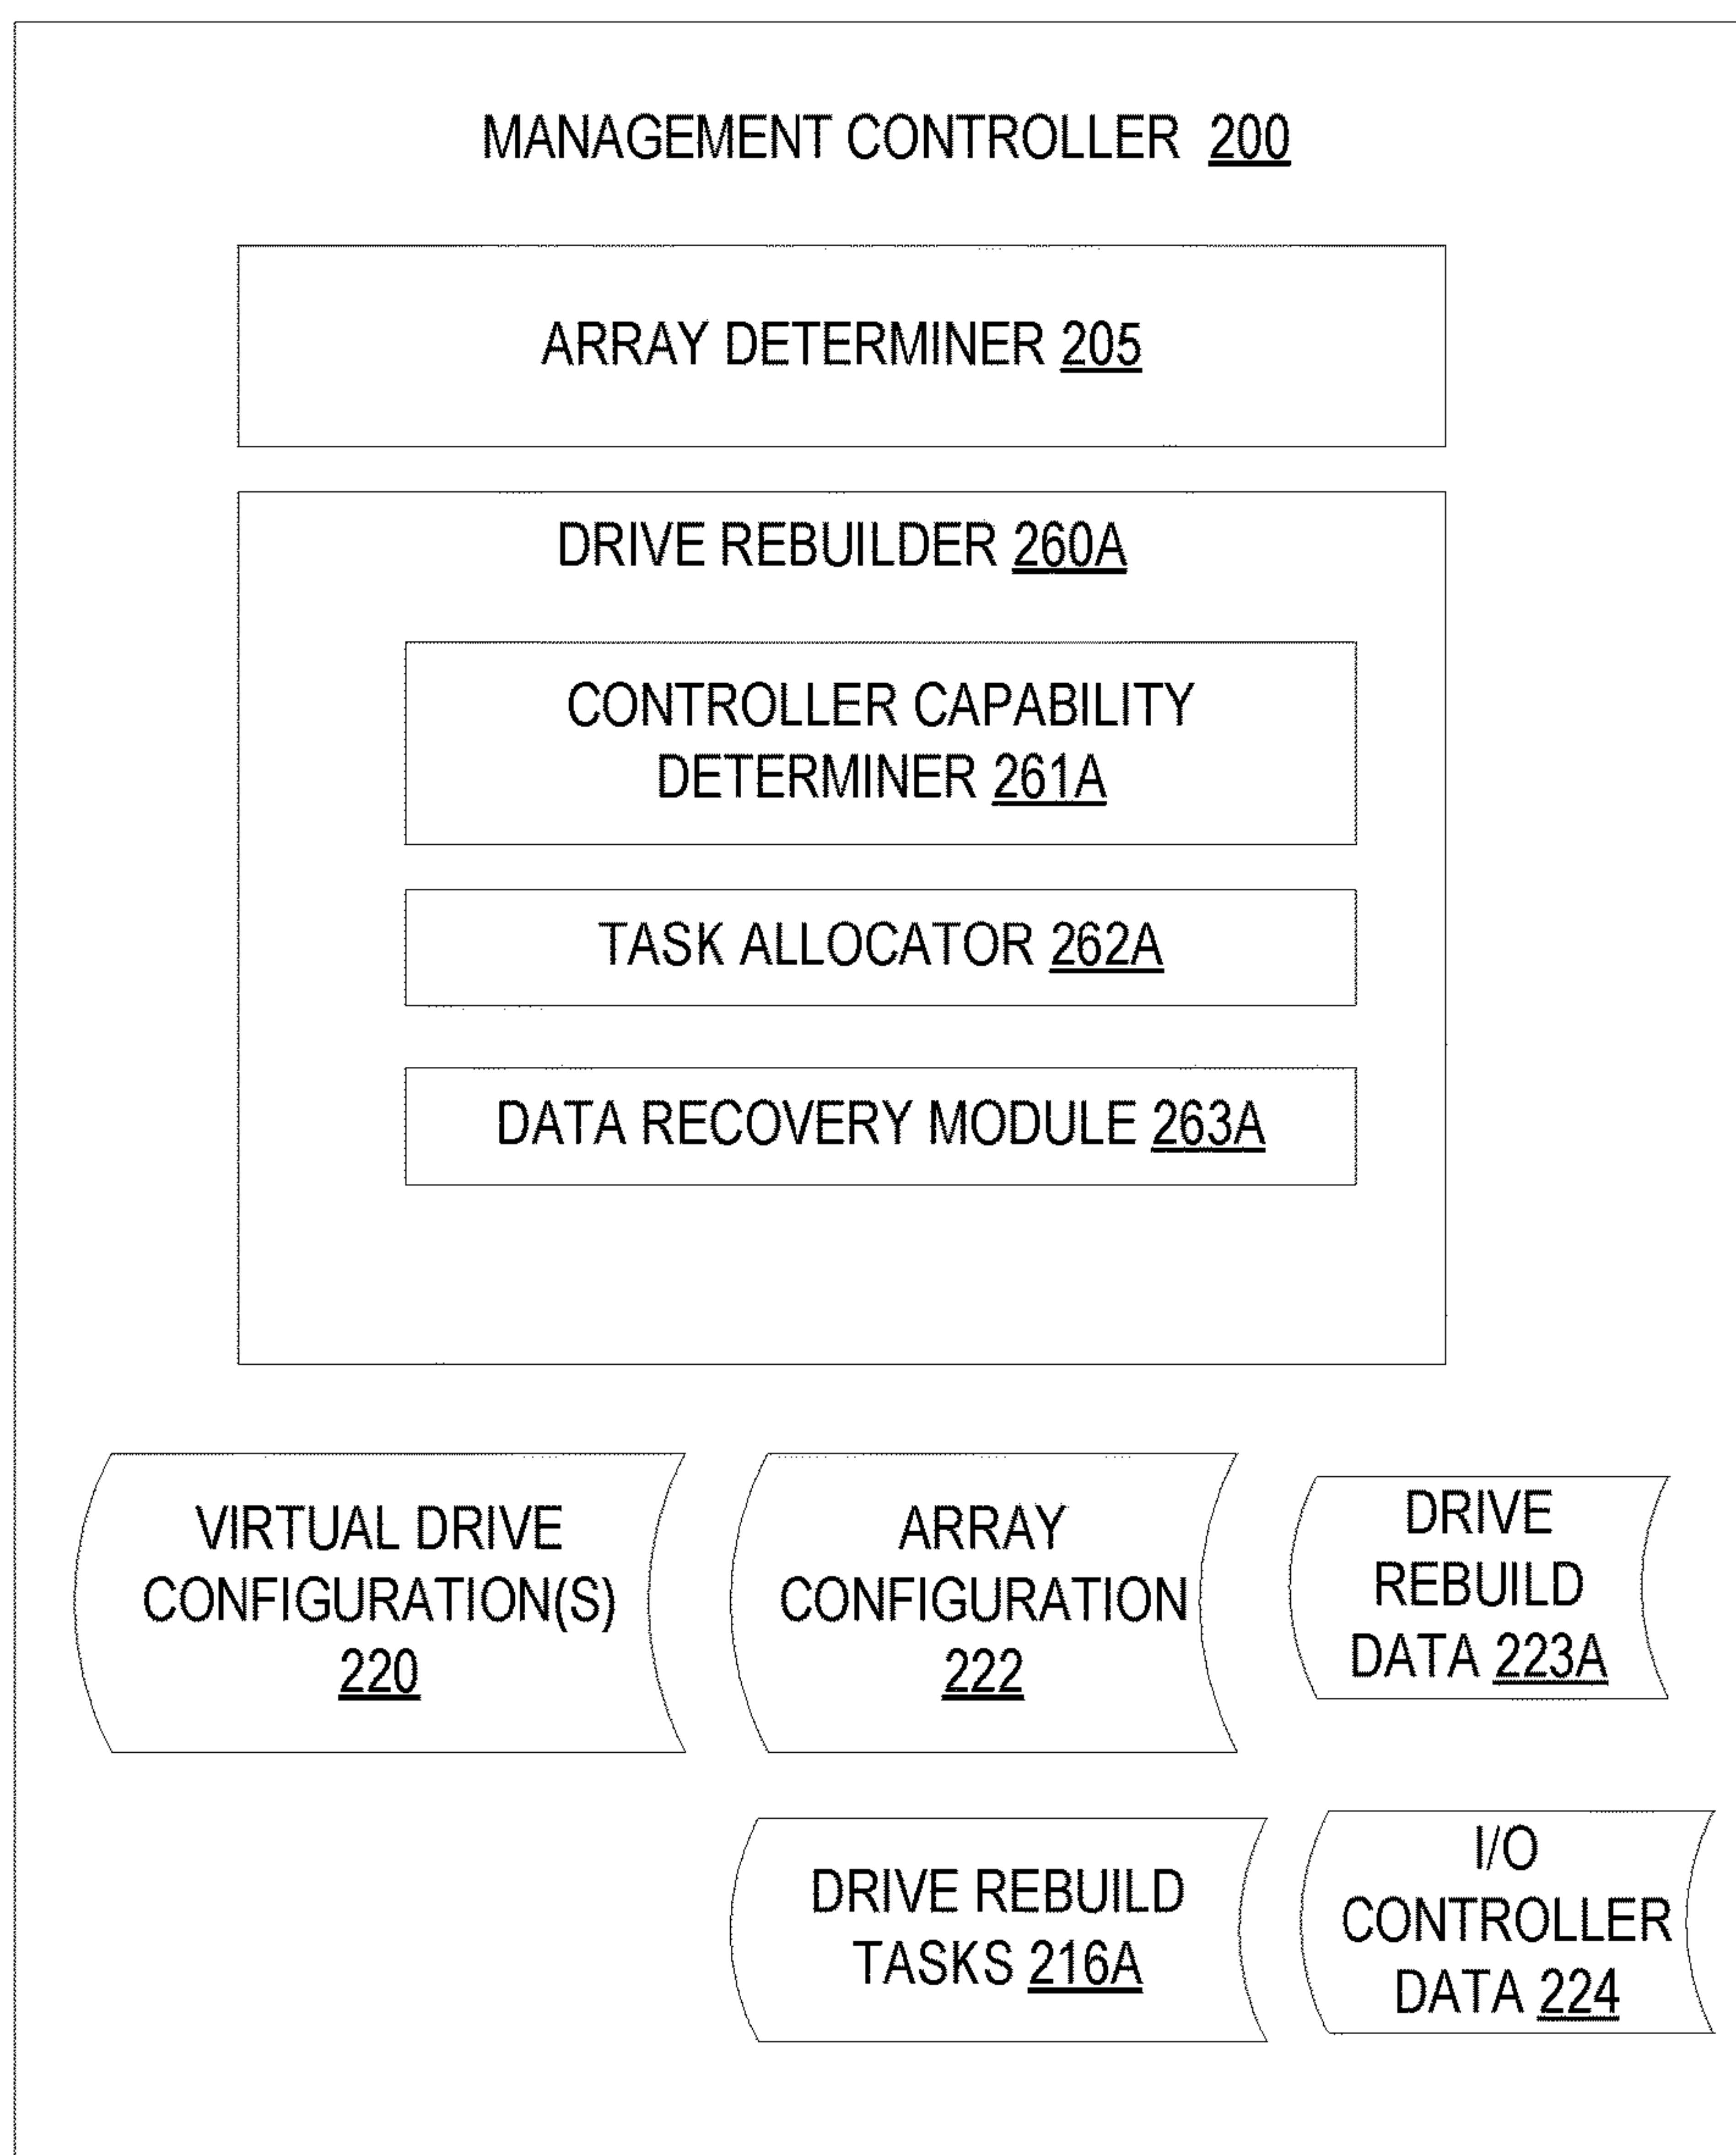 MANAGEMENT CONTROLLER 200
ARRAY DETERMINER 205
DRIVE REBUILDER 260A
CONTROLLER CAPABILITY
DETERMINER 261A
TASK ALLOCATOR 262A
DATA RECOVERY MODULE 263A
VIRTUAL DRIVE
CONFIGURATION(S)
220
ARRAY
CONFIGURATION
222
DRIVE
REBUILD
DATA 223A
DRIVE REBUILD
TASKS 216A
I/O
CONTROLLER
DATA 224